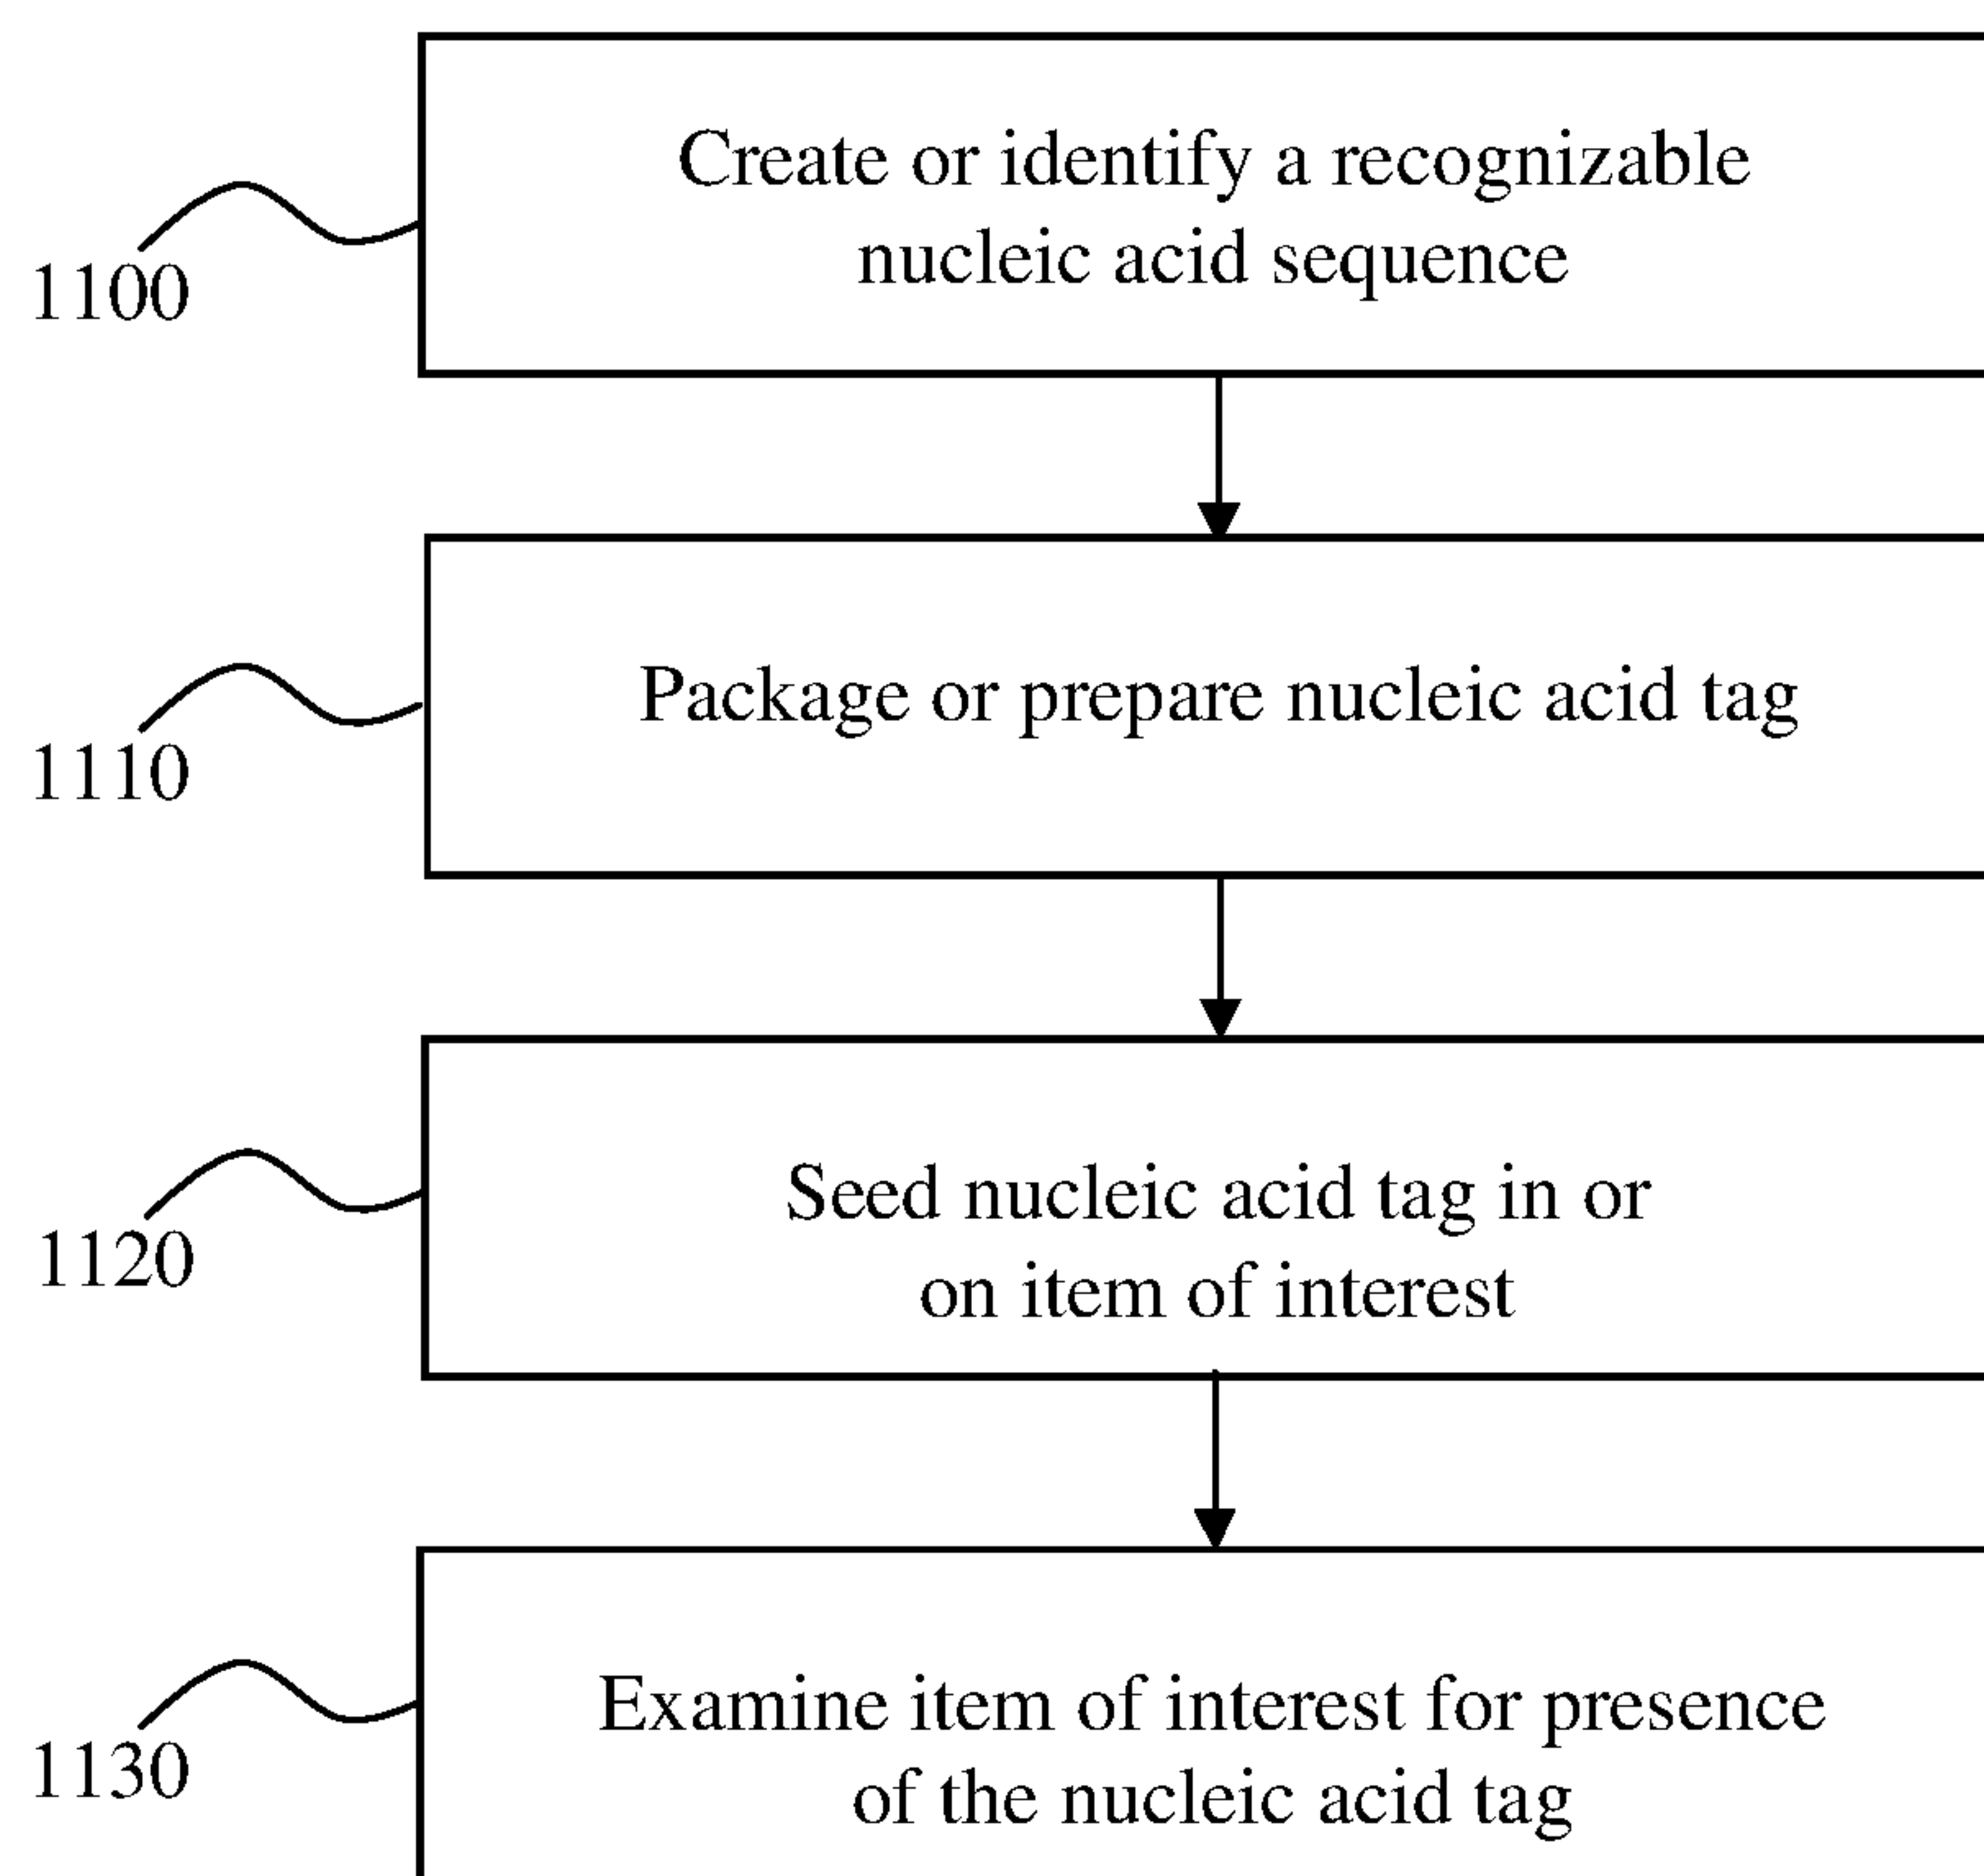 Create or identify a recognizable
nucleic acid sequence
1100
Package or prepare nucleic acid tag
1110
Seed nucleic acid tag in or
on item of interest
1120
Examine item of interest for presence
of the nucleic acid tag
1130